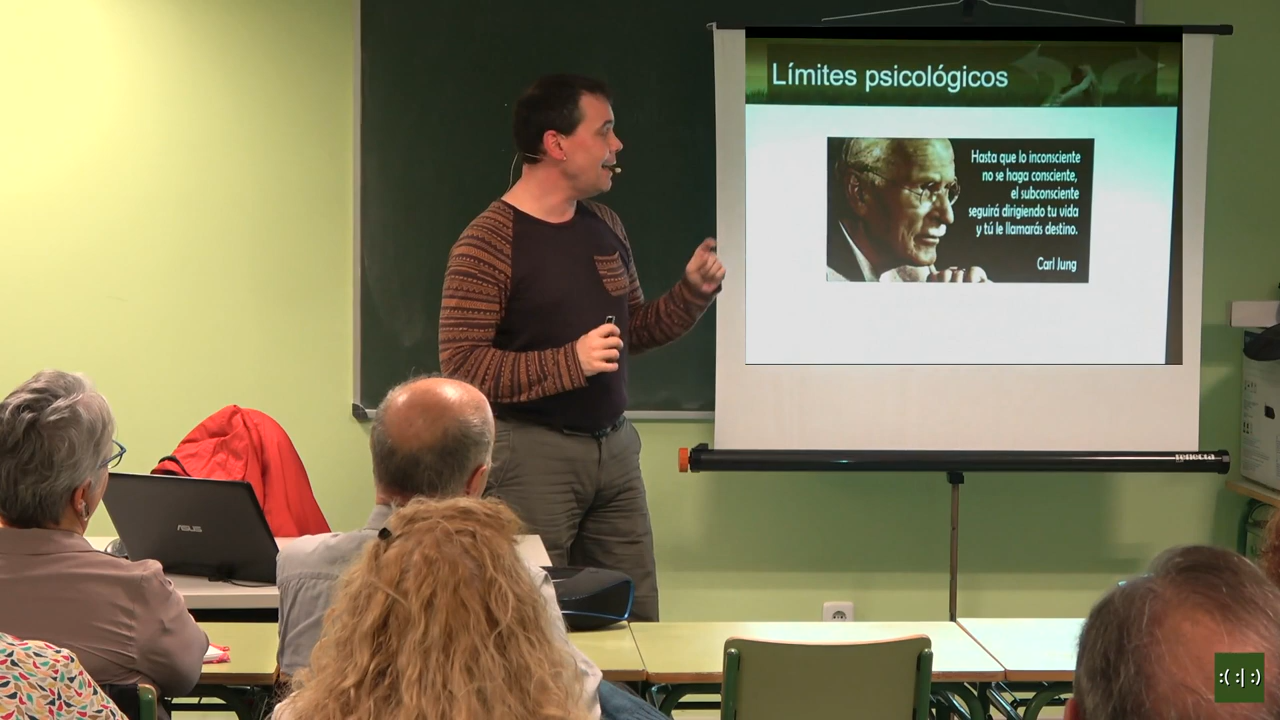 Límites psicológicos
Hasta que lo inconsciente
no se haga consciente,
el subconsciente
seguirá dirigiendo tu vida
y tú le llamarás destino.
Carl Jung
ASUS
reflecta
:( :| :)